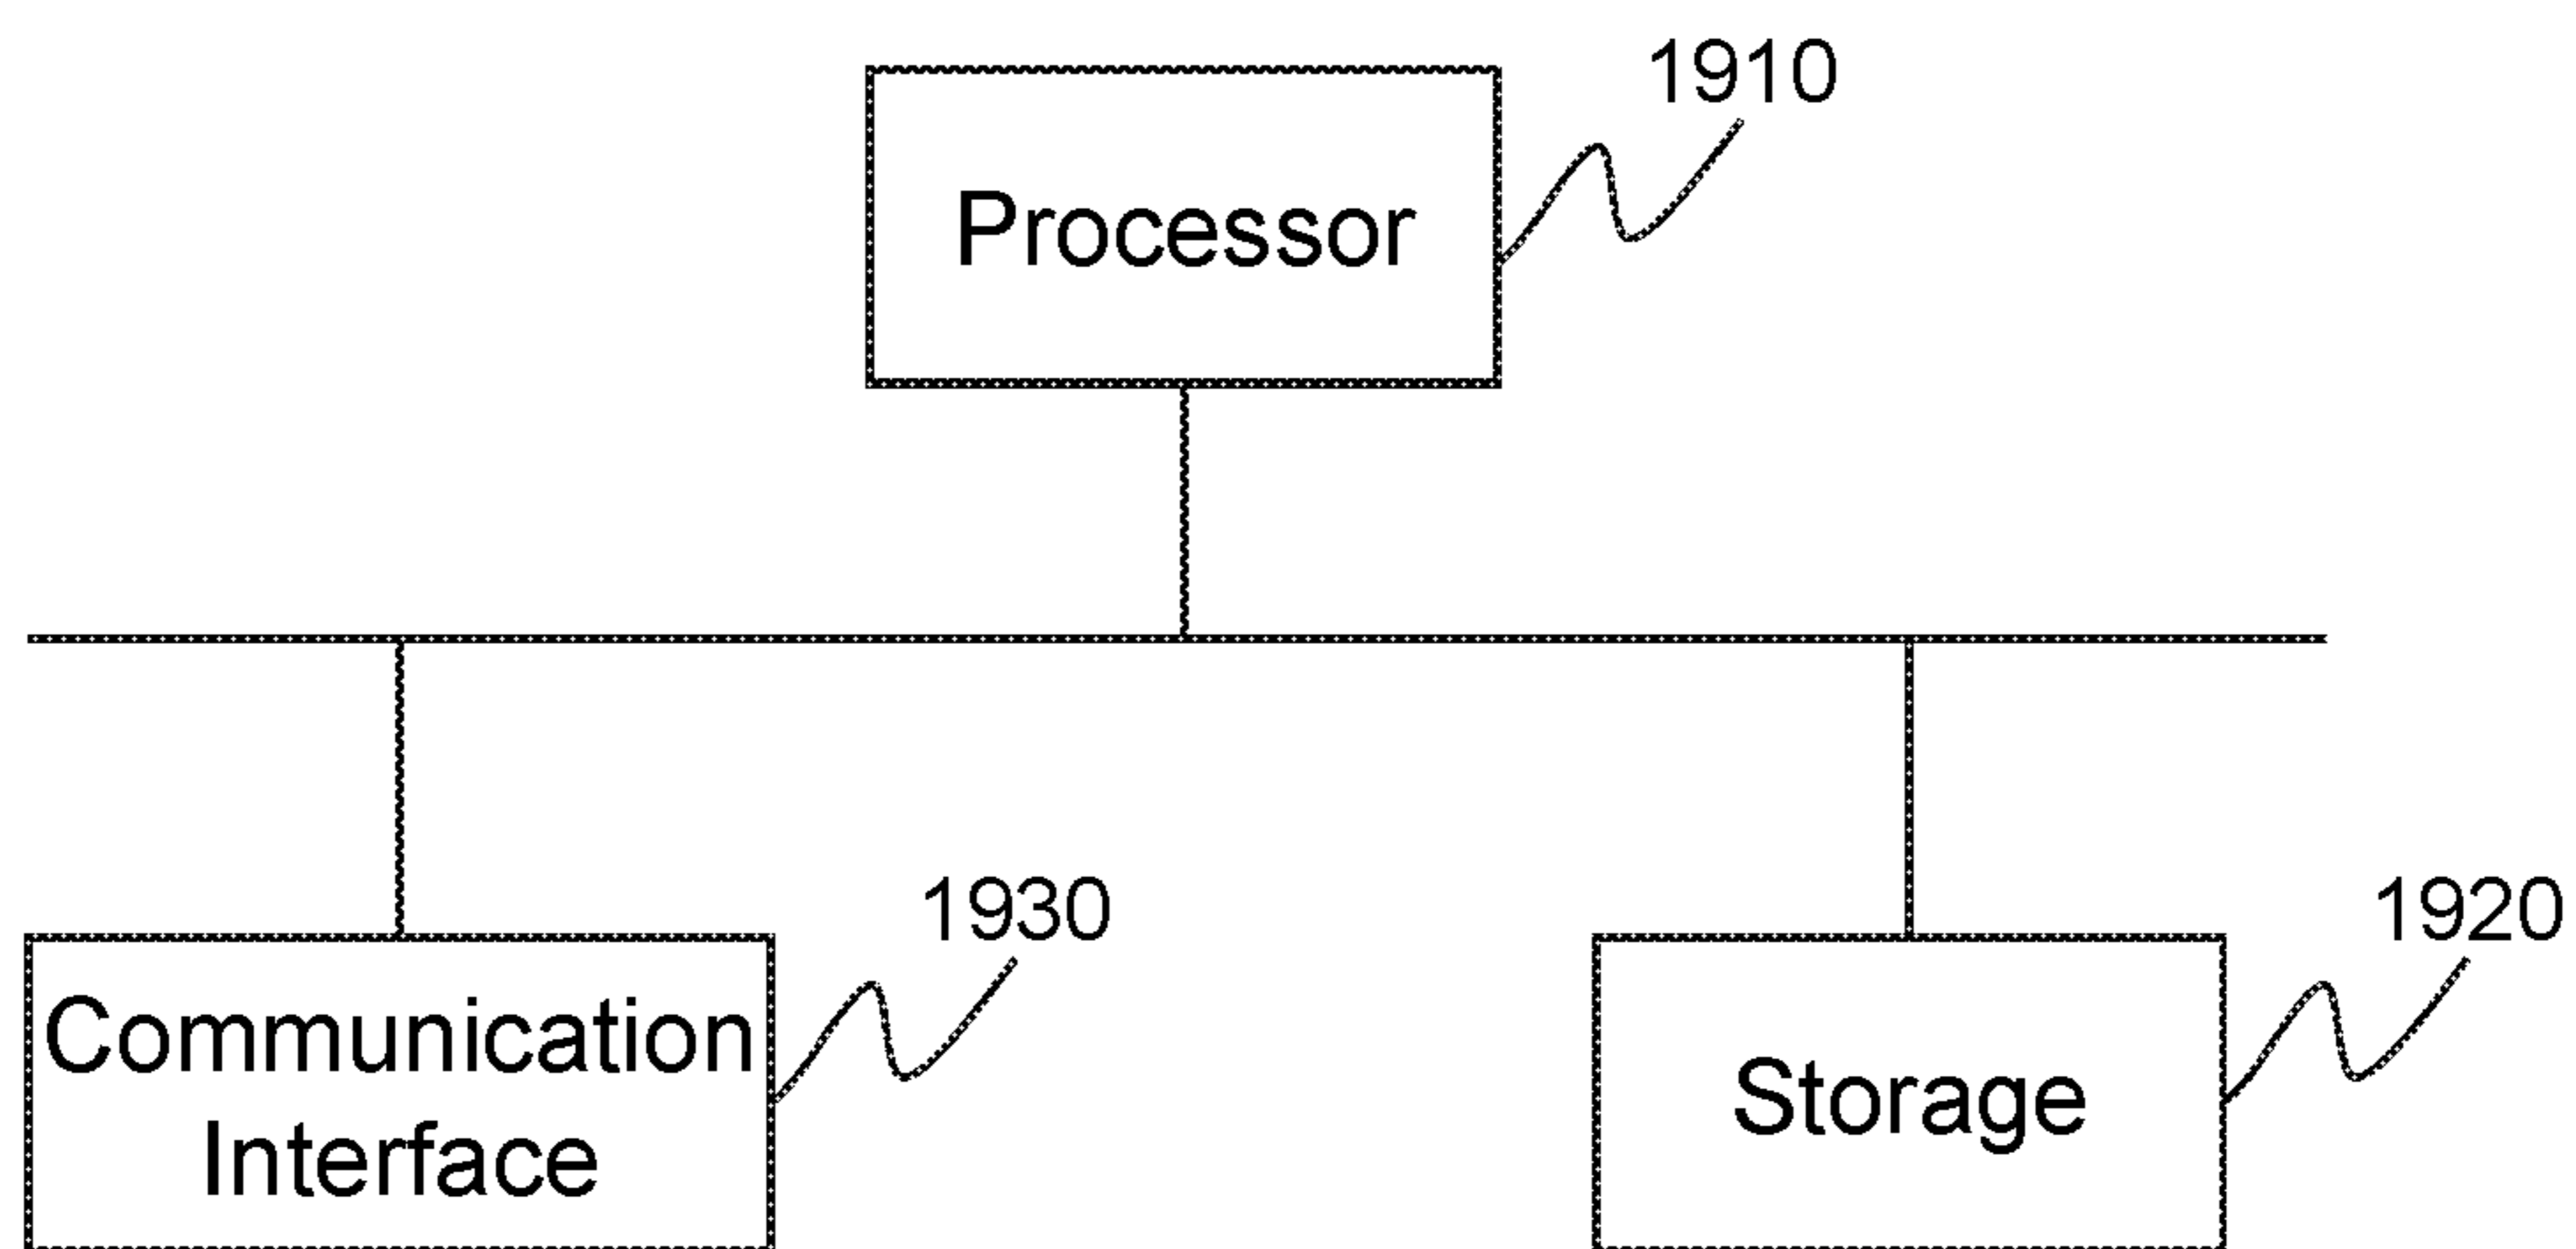 1910
Processor
1930
1920
Communication
Interface
Storage